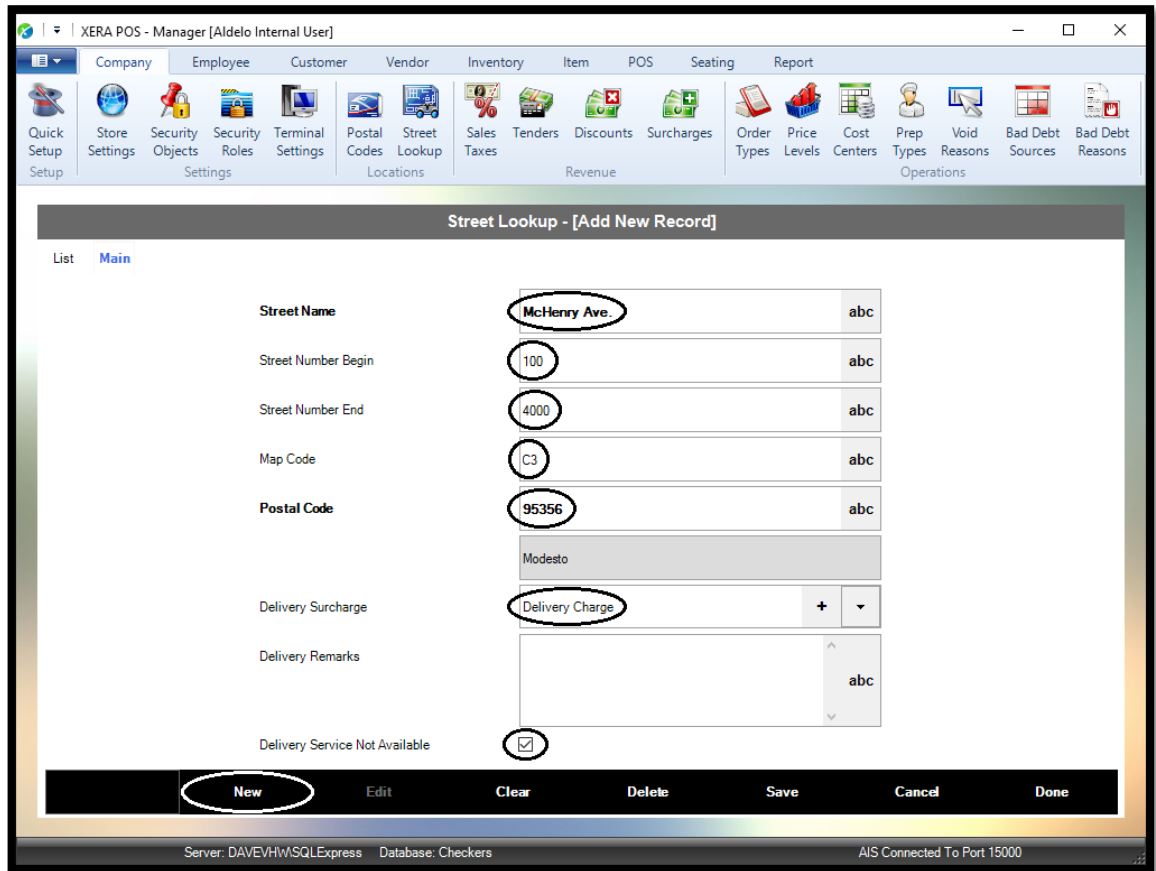 XERA POS - Manager [Aldelo Internal User]
Company Employee Customer Vendor Inventory Item POS Seating Report
Quick Setup Store Settings Security Objects Security Roles Terminal Settings Postal Codes Street Lookup Sales Taxes Tenders Discounts Surcharges Order Types Price Levels Cost Centers Prep Types Void Reasons Bad Debt Sources Bad Debt Reasons
Setup Settings Locations Revenue Operations
Street Lookup - [Add New Record]
List Main
Street Name McHenry Ave. abc
Street Number Begin 100 abc
Street Number End 4000 abc
Map Code C3 abc
Postal Code 95356 abc
Modesto
Delivery Surcharge Delivery Charge +
Delivery Remarks abc
Delivery Service Not Available
New Edit Clear Delete Save Cancel Done
Server: DAVEVHW\SQLExpress Database: Checkers AIS Connected To Port 15000